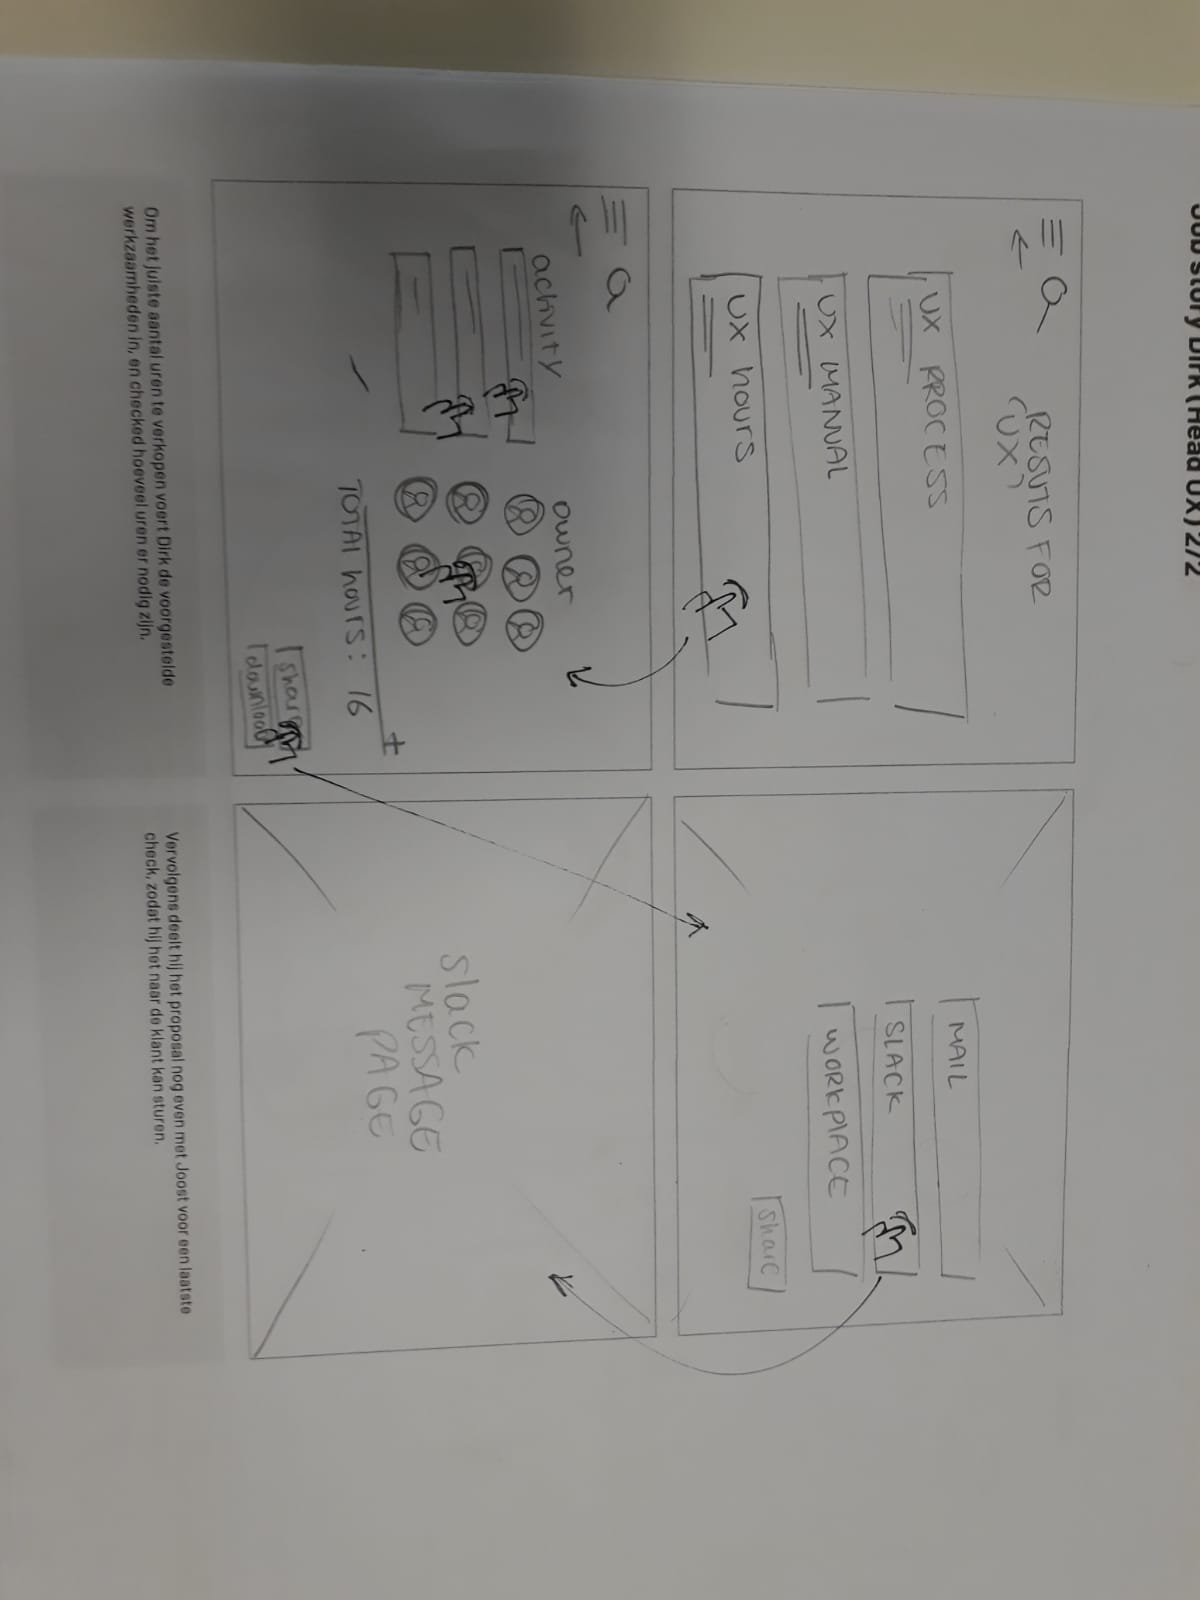 Job story Dirk (Head UX) 2/2
RESULTS FOR
"UX"
UX PROCESS
UX MANUAL
UX hours
MAIL
SLACK
WORKPLACE
share
activity
owner
+
TOTAL hours: 16
share
download
Slack
MESSAGE
PAGE
Om het juiste aantal uren te verkopen voert Dirk de voorgestelde
werkzaamheden in, en checked hoeveel uren er nodig zijn.
Vervolgens deelt hij het proposal nog even met Joost voor een laatste
check, zodat hij het naar de klant kan sturen.